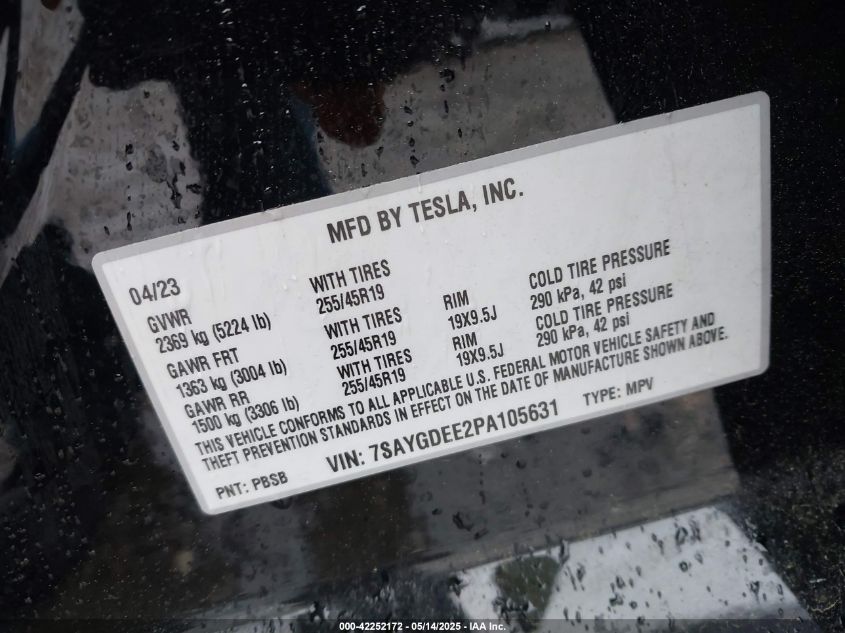 MFD BY TESLA, INC.
04/23
GVWR WITH TIRES RIM COLD TIRE PRESSURE
2369 kg (5224 lb) 255/45R19 19X9.5J 290 kPa, 42 psi
GAWR FRT WITH TIRES RIM COLD TIRE PRESSURE
1363 kg (3004 lb) 255/45R19 19X9.5J 290 kPa, 42 psi
GAWR RR WITH TIRES
1500 kg (3306 lb) 255/45R19
THIS VEHICLE CONFORMS TO ALL APPLICABLE U.S. FEDERAL MOTOR VEHICLE SAFETY AND
THEFT PREVENTION STANDARDS IN EFFECT ON THE DATE OF MANUFACTURE SHOWN ABOVE.
PNT: PBSB VIN: 7SAYGDEE2PA105631 TYPE: MPV
000-42252172 - 05/14/2025 - IAA Inc.